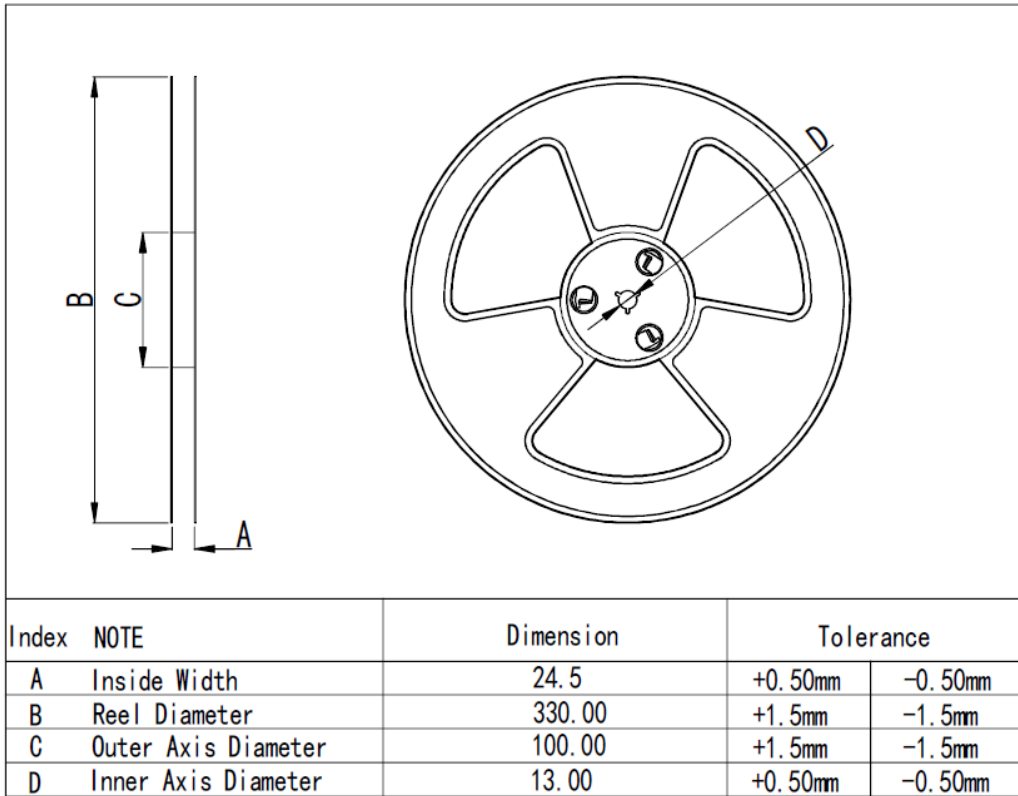 D
B
C
A
Index NOTE Dimension Tolerance
A Inside Width 24.5 +0.50mm -0.50mm
B Reel Diameter 330.00 +1.5mm -1.5mm
C Outer Axis Diameter 100.00 +1.5mm -1.5mm
D Inner Axis Diameter 13.00 +0.50mm -0.50mm